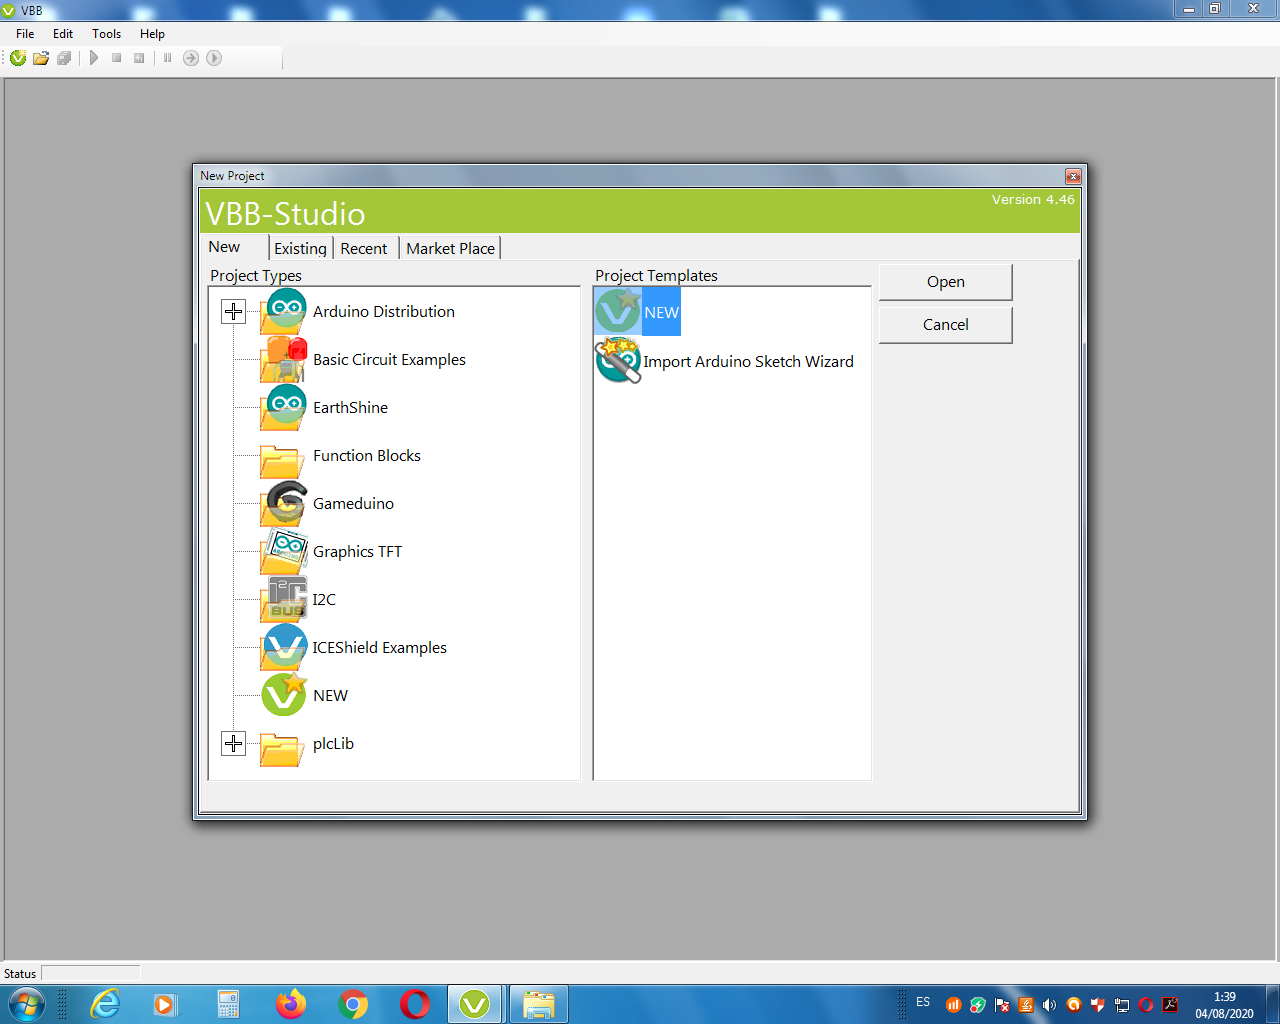 VBB
File Edit Tools Help
New Project
VBB-Studio
Version 4.46
New Existing Recent Market Place
Project Types
Arduino Distribution
Basic Circuit Examples
EarthShine
Function Blocks
Gameduino
Graphics TFT
I2C
ICEShield Examples
NEW
plcLib
Project Templates
NEW
Import Arduino Sketch Wizard
Open
Cancel
Status
ES
1:39
04/08/2020